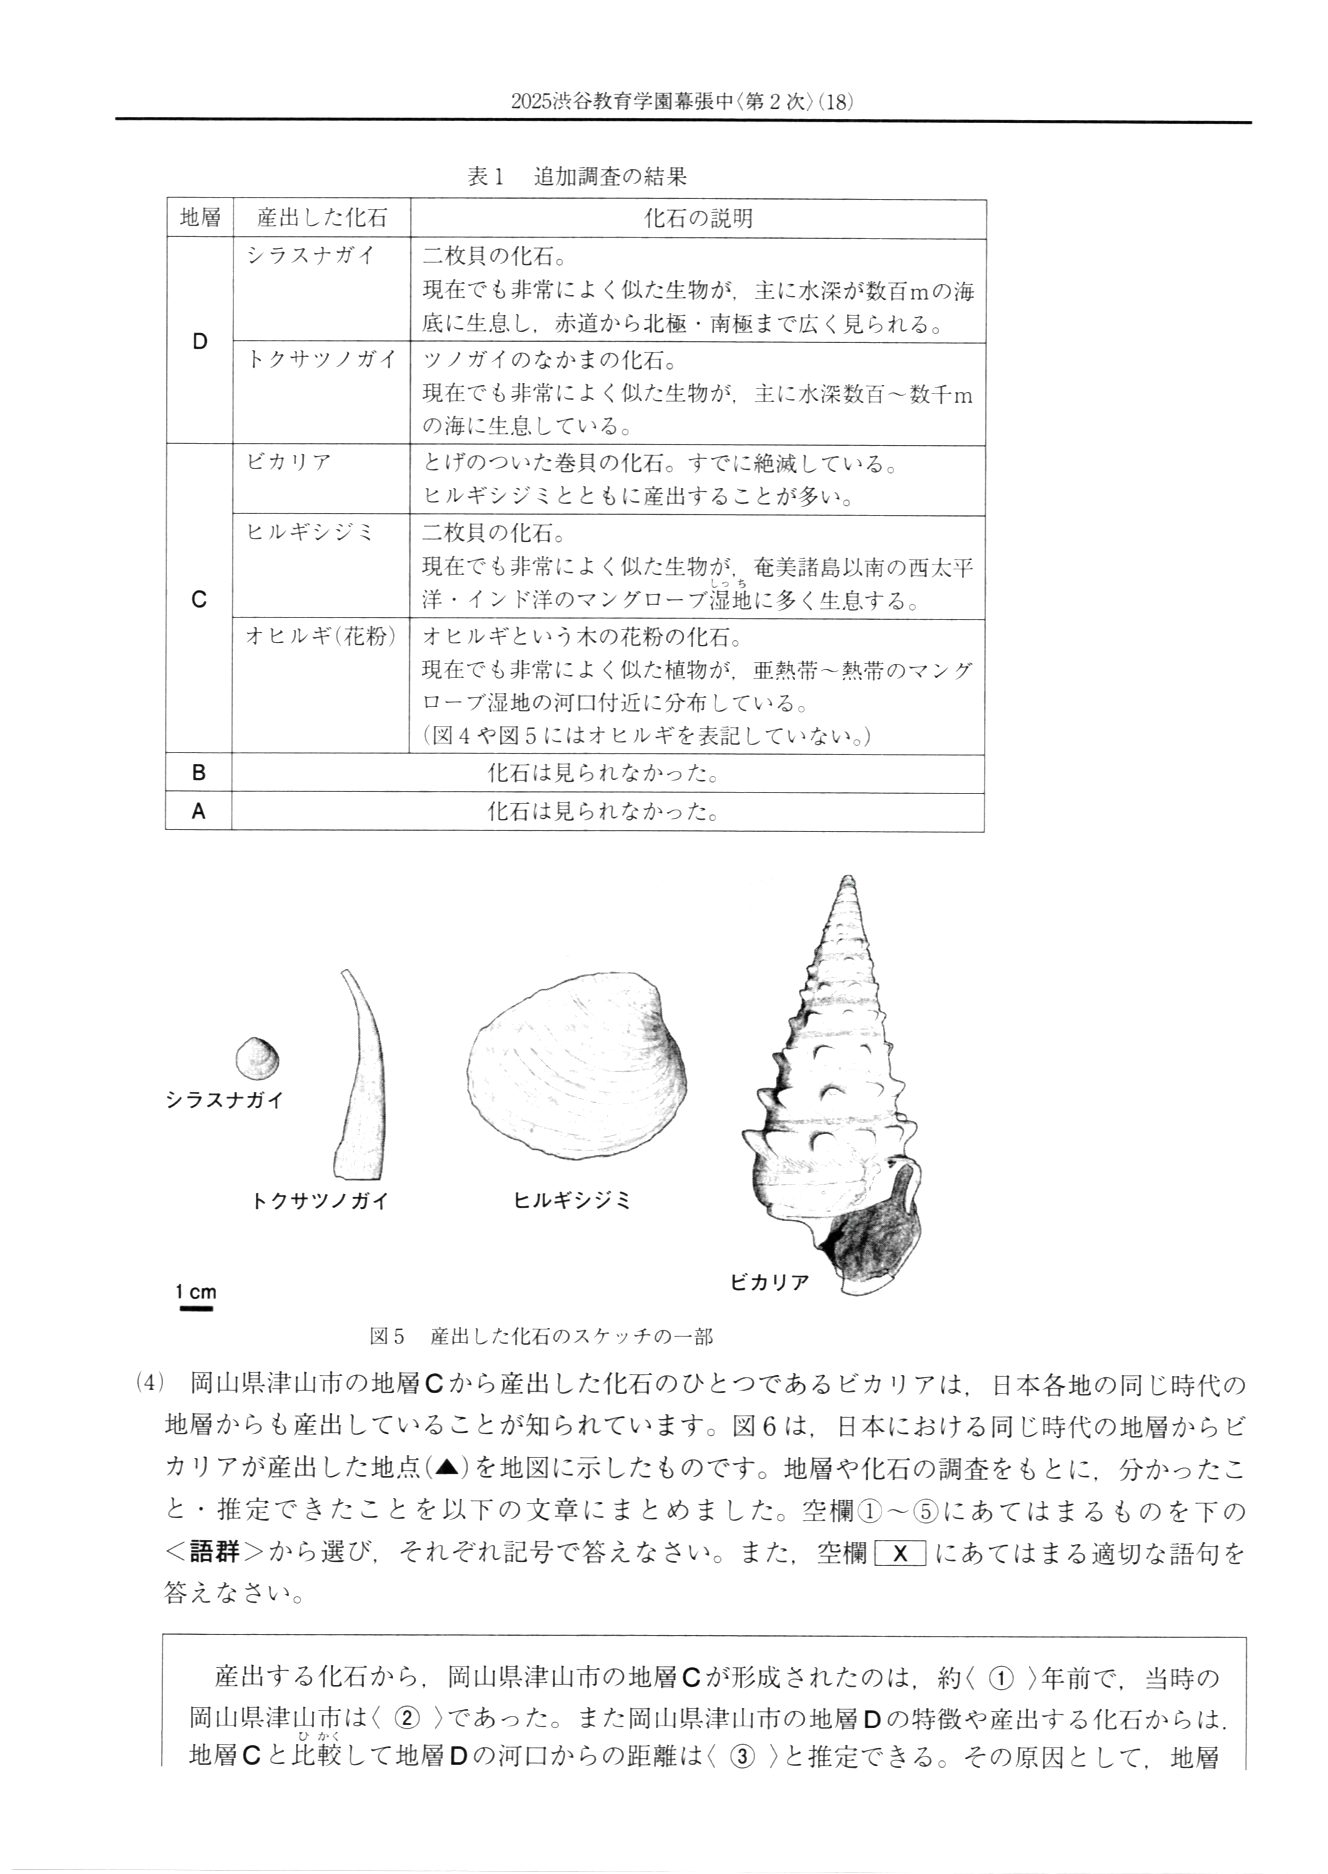 2025渋谷教育学園幕張中〈第2次〉(18)
表1 追加調査の結果
地層 産出した化石 化石の説明
D
シラスナガイ
二枚貝の化石。
現在でも非常によく似た生物が，主に水深が数百mの海
底に生息し，赤道から北極・南極まで広く見られる。
トクサツノガイ
ツノガイのなかまの化石。
現在でも非常によく似た生物が，主に水深数百～数千m
の海に生息している。
C
ビカリア
とげのついた巻貝の化石。すでに絶滅している。
ヒルギシジミとともに産出することが多い。
ヒルギシジミ
二枚貝の化石。
現在でも非常によく似た生物が，奄美諸島以南の西太平
しっち
洋・インド洋のマングローブ湿地に多く生息する。
オヒルギ(花粉)
オヒルギという木の花粉の化石。
現在でも非常によく似た植物が，亜熱帯～熱帯のマング
ローブ湿地の河口付近に分布している。
(図4や図5にはオヒルギを表記していない。)
B 化石は見られなかった。
A 化石は見られなかった。
シラスナガイ
トクサツノガイ
ヒルギシジミ
ビカリア
1 cm
図5 産出した化石のスケッチの一部
(4) 岡山県津山市の地層Cから産出した化石のひとつであるビカリアは，日本各地の同じ時代の
地層からも産出していることが知られています。図6は，日本における同じ時代の地層からビ
カリアが産出した地点(▲)を地図に示したものです。地層や化石の調査をもとに，分かったこ
と・推定できたことを以下の文章にまとめました。空欄①～⑤にあてはまるものを下の
＜語群＞から選び，それぞれ記号で答えなさい。また，空欄 X にあてはまる適切な語句を
答えなさい。
産出する化石から，岡山県津山市の地層Cが形成されたのは，約〈 ① 〉年前で，当時の
岡山県津山市は〈 ② 〉であった。また岡山県津山市の地層Dの特徴や産出する化石からは，
ひかく
地層Cと比較して地層Dの河口からの距離は〈 ③ 〉と推定できる。その原因として，地層